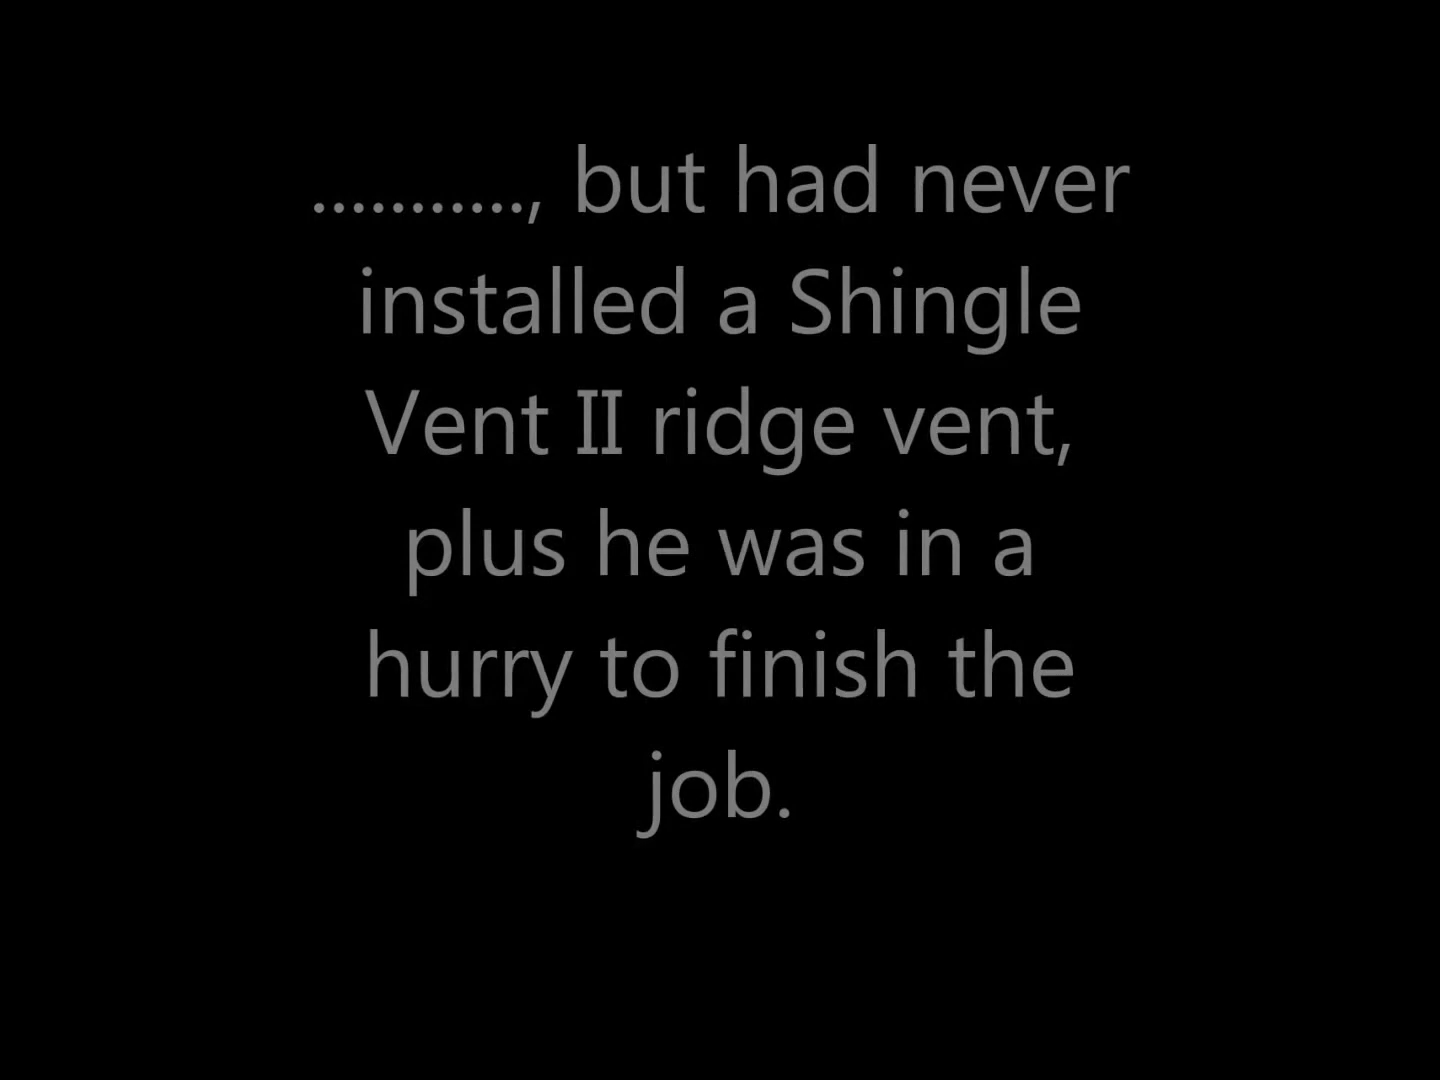 ..........., but had never
installed a Shingle
Vent II ridge vent,
plus he was in a
hurry to finish the
job.